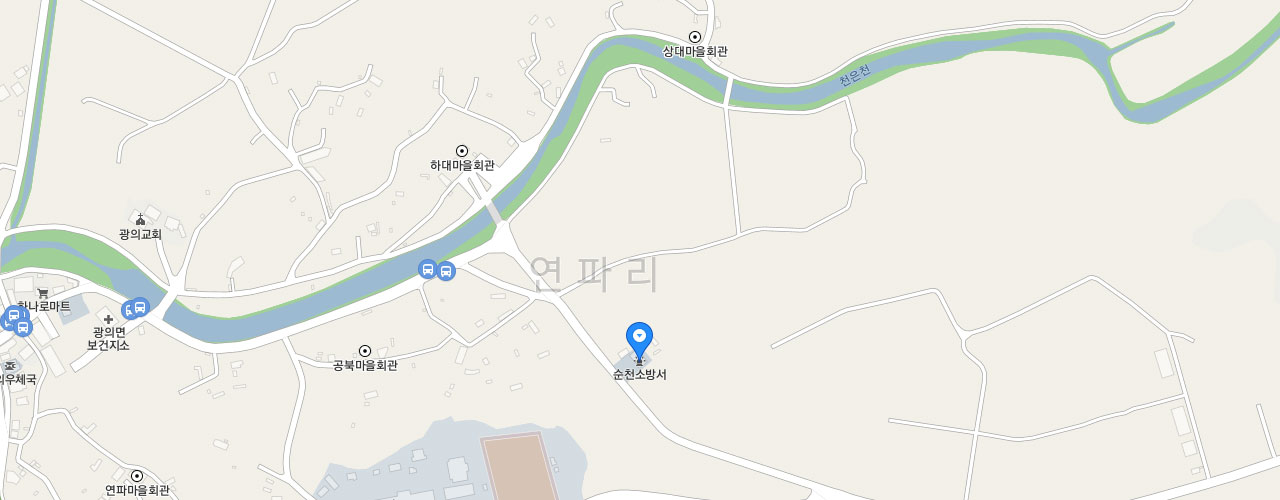 상대마을회관
천은천
하대마을회관
광의교회
연파리
하나로마트
광의면
보건지소
공북마을회관
순천소방서
의우체국
연파마을회관